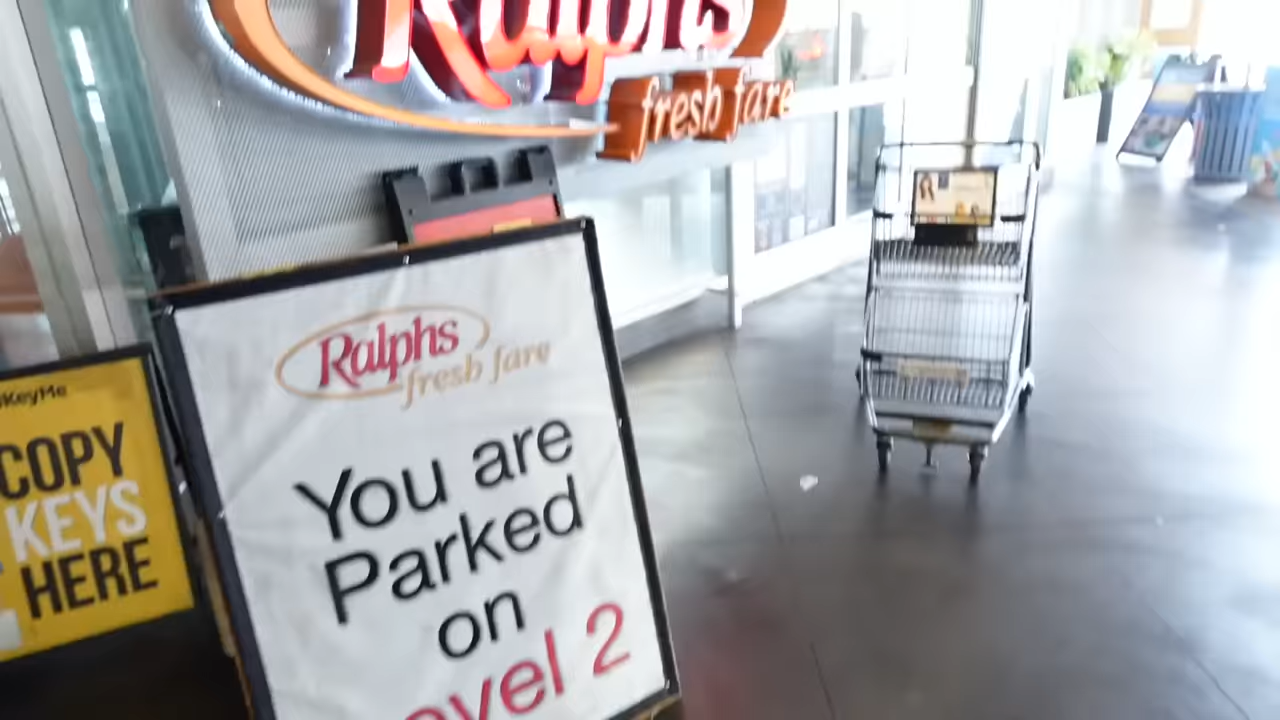 Ralphs
fresh fare
Ralphs
fresh fare
You are
Parked
on
evel 2
KeyMe
COPY
KEYS
HERE